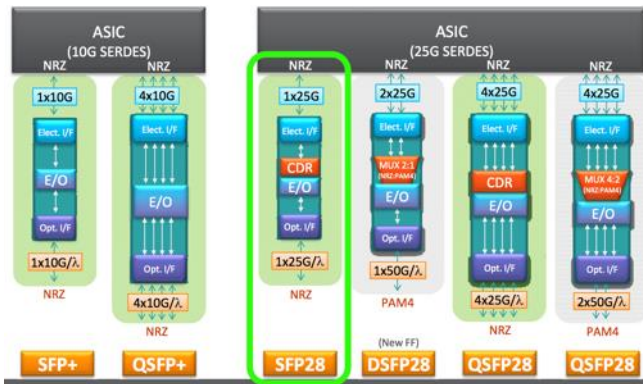 ASIC
(10G SERDES)
NRZ
NRZ
1x10G
4x10G
Elect. I/F
E/O
Opt. I/F
1x10G/λ
NRZ
Elect. I/F
E/O
Opt. I/F
4x10G/λ
NRZ
SFP+
QSFP+
ASIC
(25G SERDES)
NRZ
NRZ
NRZ
NRZ
1x25G
2x25G
4x25G
4x25G
Elect. I/F
CDR
E/O
Opt. I/F
1x25G/λ
NRZ
Elect. I/F
MUX 2:1
(NRZ:PAM4)
E/O
Opt. I/F
1x50G/λ
PAM4
Elect. I/F
CDR
E/O
Opt. I/F
4x25G/λ
NRZ
Elect. I/F
MUX 4:2
(NRZ:PAM4)
E/O
Opt. I/F
2x50G/λ
PAM4
(New FF)
SFP28
DSFP28
QSFP28
QSFP28